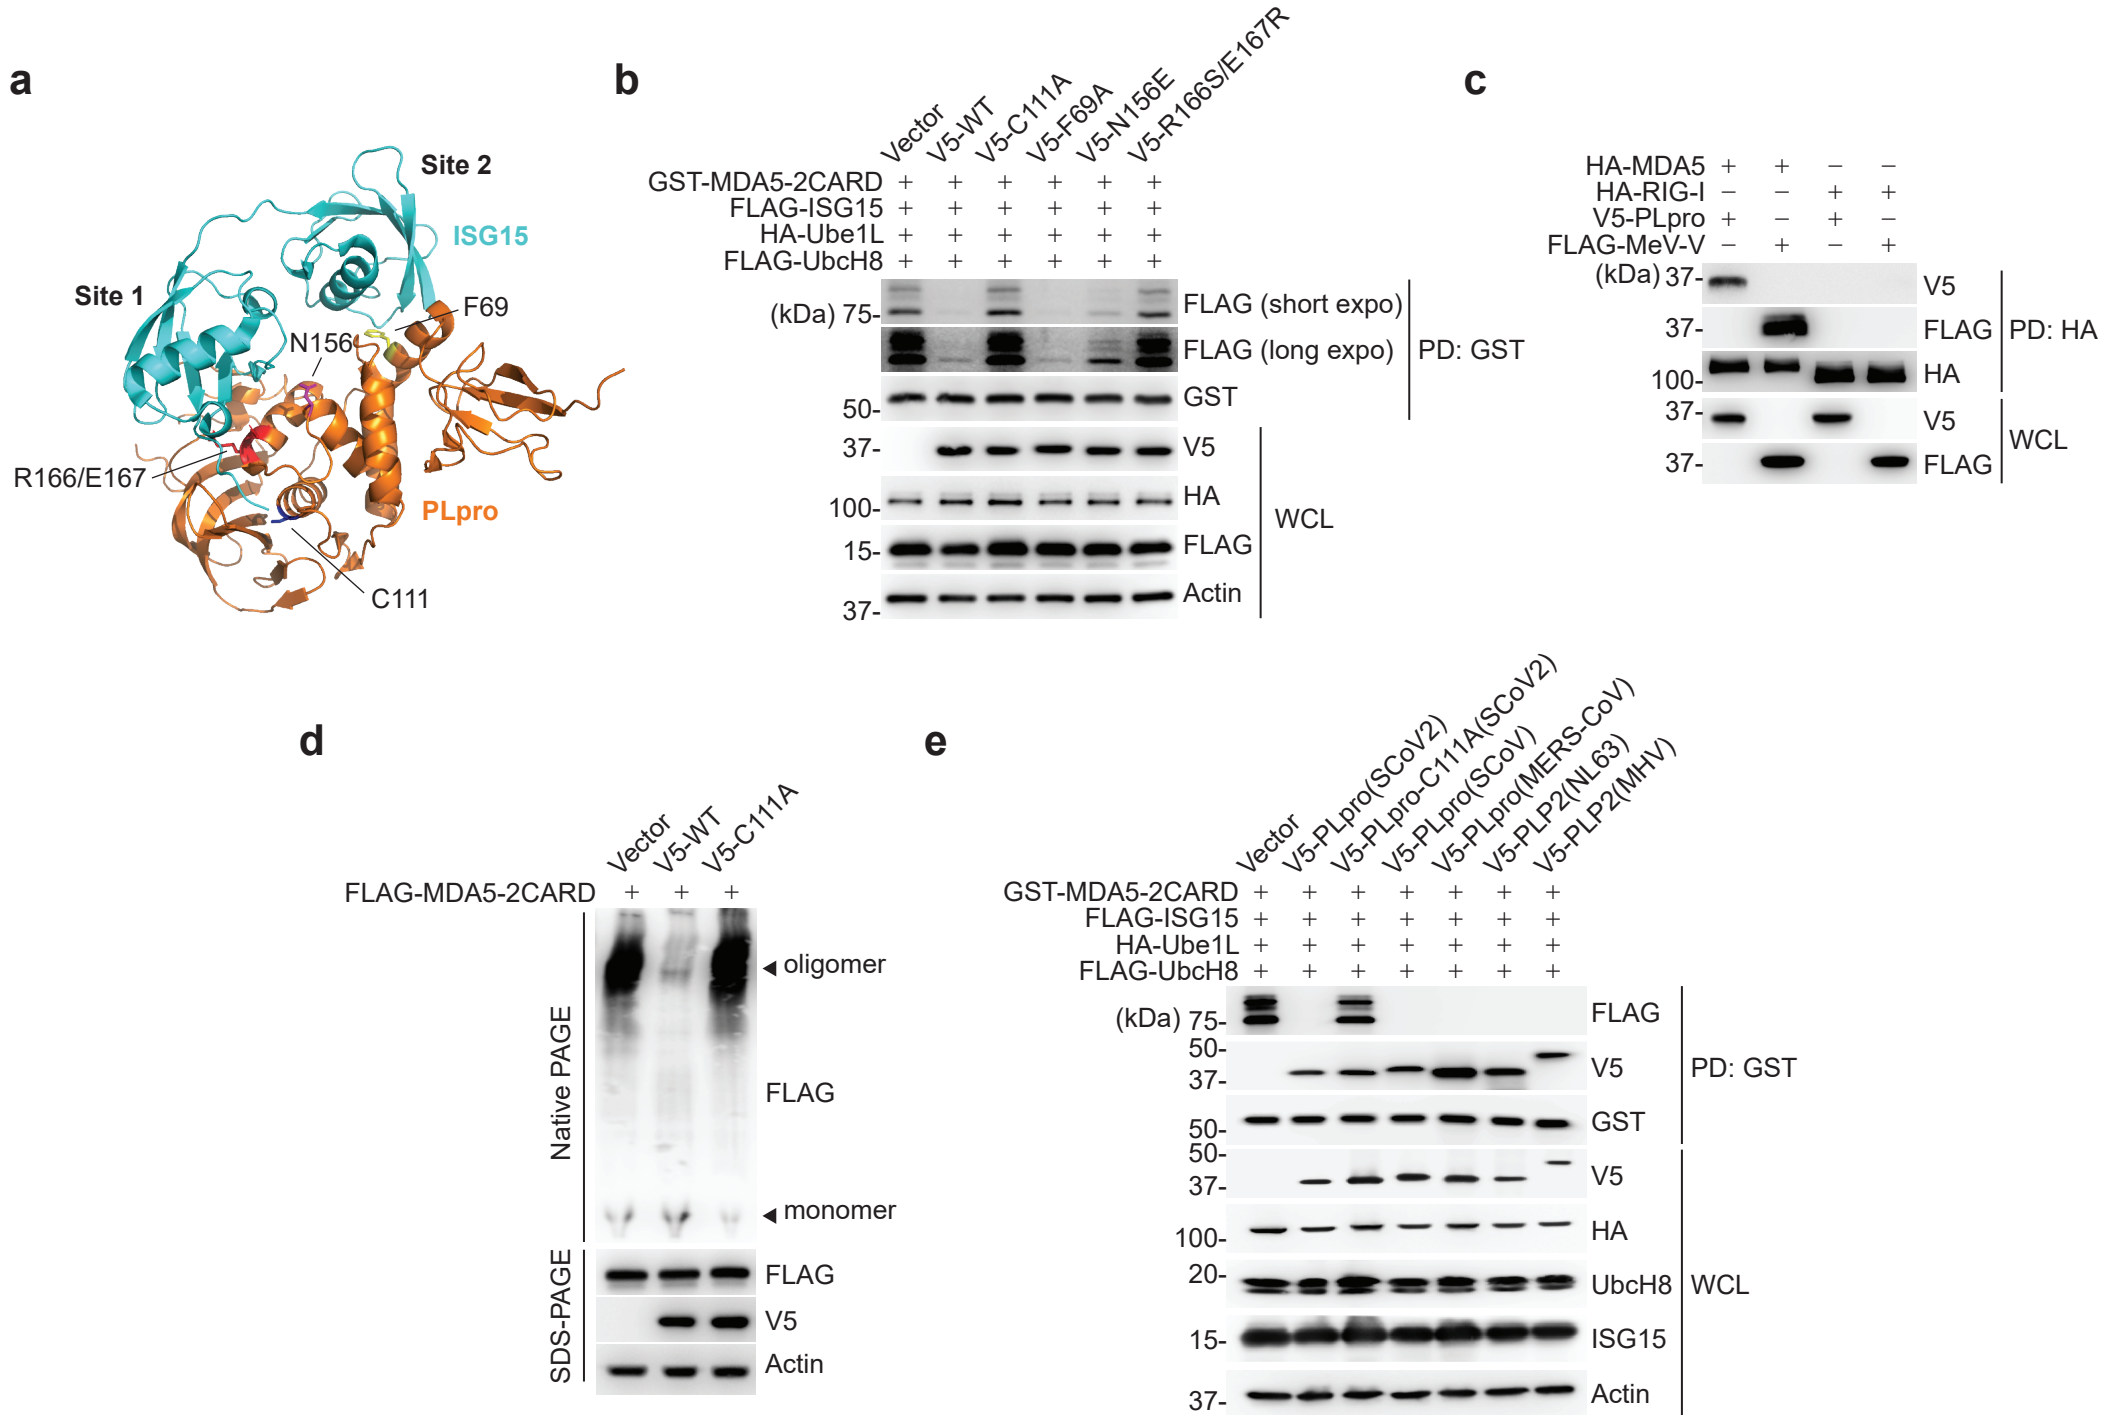 a
Site 2
ISG15
Site 1
F69
N156
R166/E167
PLpro
C111
b
Vector
V5-WT
V5-C111A
V5-F69A
V5-N156E
V5-R166S/E167R
GST-MDA5-2CARD + + + + + +
FLAG-ISG15 + + + + + +
HA-Ube1L + + + + + +
FLAG-UbcH8 + + + + + +
(kDa) 75- FLAG (short expo)
FLAG (long expo)
PD: GST
50- GST
37- V5
100- HA
WCL
15- FLAG
37- Actin
c
HA-MDA5 + + − −
HA-RIG-I − − + +
V5-PLpro + − + −
FLAG-MeV-V − + − +
(kDa) 37- V5
37- FLAG
PD: HA
100- HA
37- V5
WCL
37- FLAG
d
Vector
V5-WT
V5-C111A
FLAG-MDA5-2CARD + + +
Native PAGE
oligomer
FLAG
monomer
SDS-PAGE
FLAG
V5
Actin
e
Vector
V5-PLpro(SCoV2)
V5-PLpro-C111A(SCoV2)
V5-PLpro(SCoV)
V5-PLpro(MERS-CoV)
V5-PLP2(NL63)
V5-PLP2(MHV)
GST-MDA5-2CARD + + + + + + +
FLAG-ISG15 + + + + + + +
HA-Ube1L + + + + + + +
FLAG-UbcH8 + + + + + + +
(kDa) 75- FLAG
50-
37- V5
PD: GST
50- GST
50-
37- V5
100- HA
20- UbcH8
WCL
15- ISG15
37- Actin